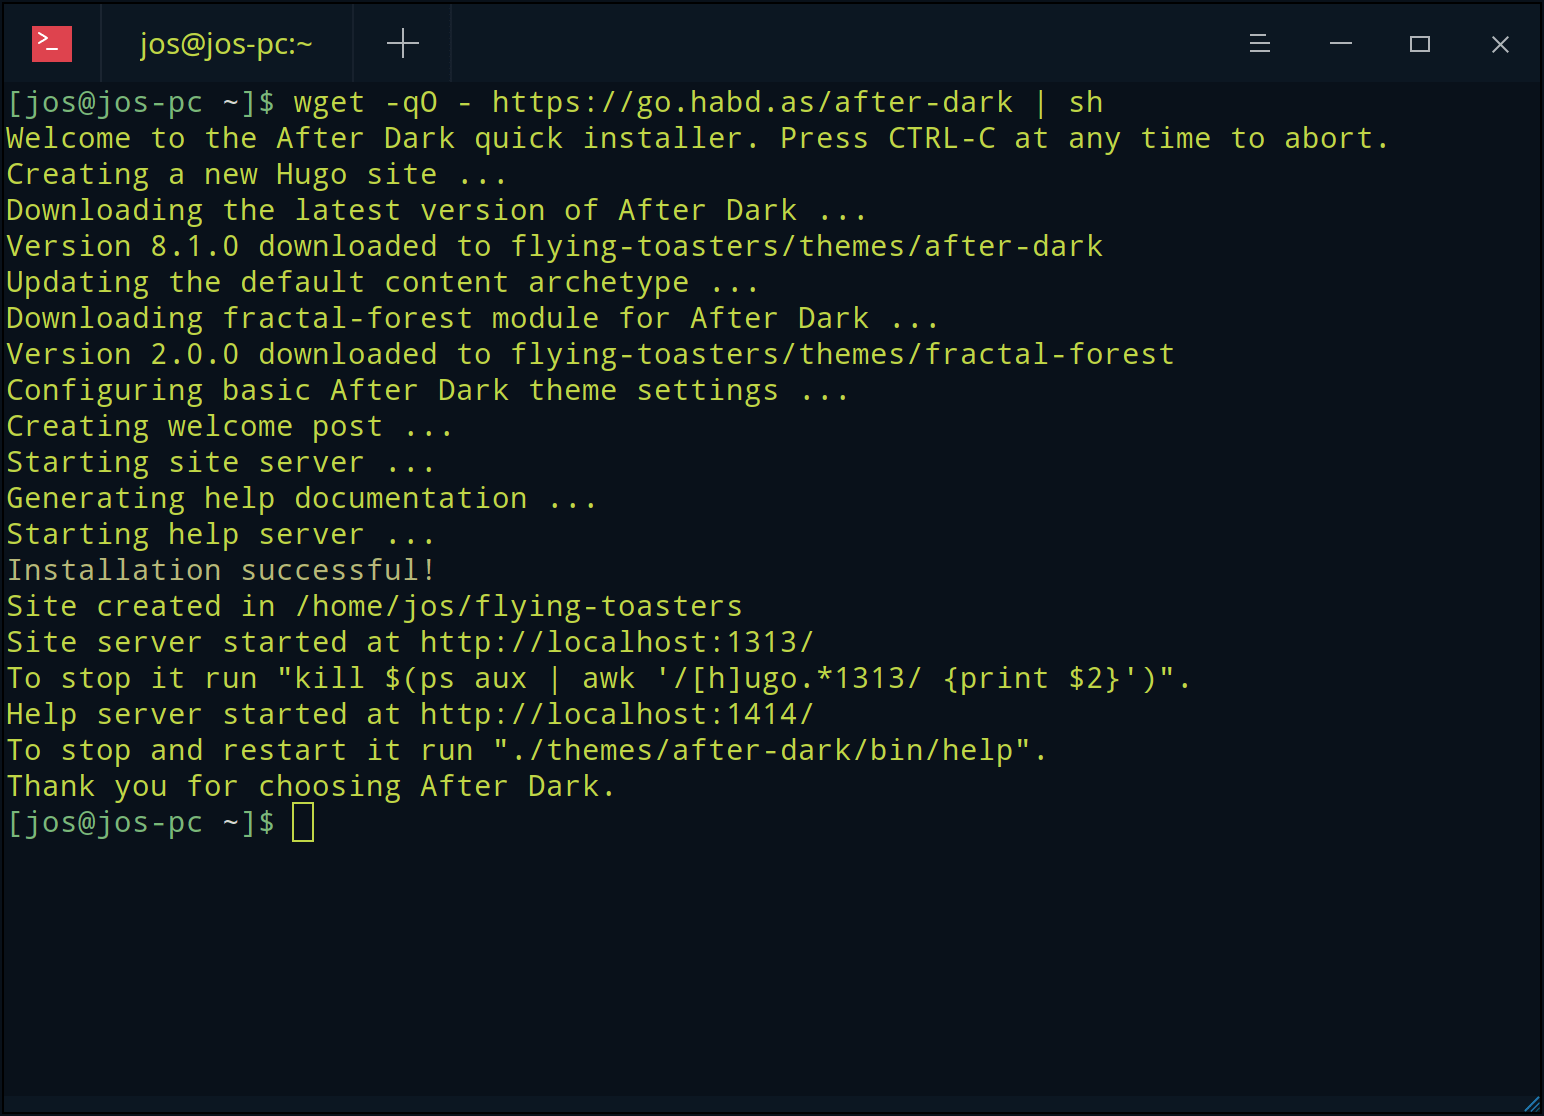 jos@jos-pc:~
[jos@jos-pc ~]$ wget -qO - https://go.habd.as/after-dark | sh
Welcome to the After Dark quick installer. Press CTRL-C at any time to abort.
Creating a new Hugo site ...
Downloading the latest version of After Dark ...
Version 8.1.0 downloaded to flying-toasters/themes/after-dark
Updating the default content archetype ...
Downloading fractal-forest module for After Dark ...
Version 2.0.0 downloaded to flying-toasters/themes/fractal-forest
Configuring basic After Dark theme settings ...
Creating welcome post ...
Starting site server ...
Generating help documentation ...
Starting help server ...
Installation successful!
Site created in /home/jos/flying-toasters
Site server started at http://localhost:1313/
To stop it run "kill $(ps aux | awk '/[h]ugo.*1313/ {print $2}')".
Help server started at http://localhost:1414/
To stop and restart it run "./themes/after-dark/bin/help".
Thank you for choosing After Dark.
[jos@jos-pc ~]$